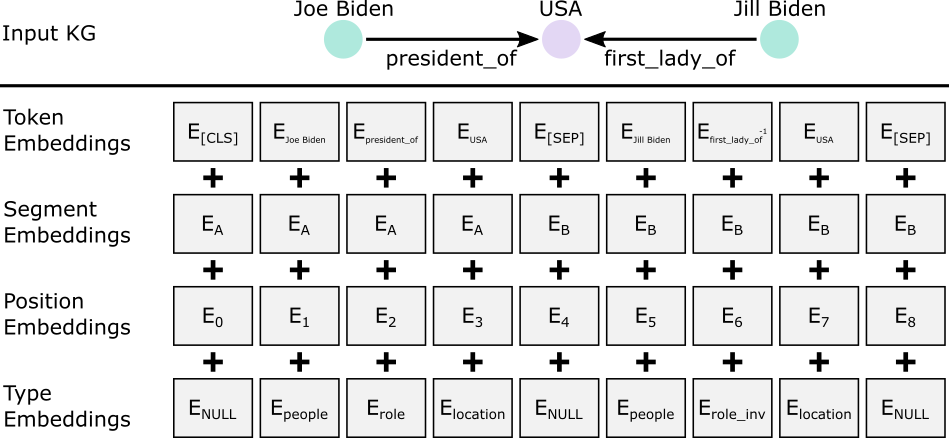 Joe Biden USA Jill Biden
Input KG
president_of first_lady_of
Token Embeddings E[CLS] EJoe Biden Epresident_of EUSA E[SEP] EJill Biden Efirst_lady_of-1 EUSA E[SEP]
+ + + + + + + + +
Segment Embeddings EA EA EA EA EB EB EB EB EB
+ + + + + + + + +
Position Embeddings E0 E1 E2 E3 E4 E5 E6 E7 E8
+ + + + + + + + +
Type Embeddings ENULL Epeople Erole Elocation ENULL Epeople Erole_inv Elocation ENULL